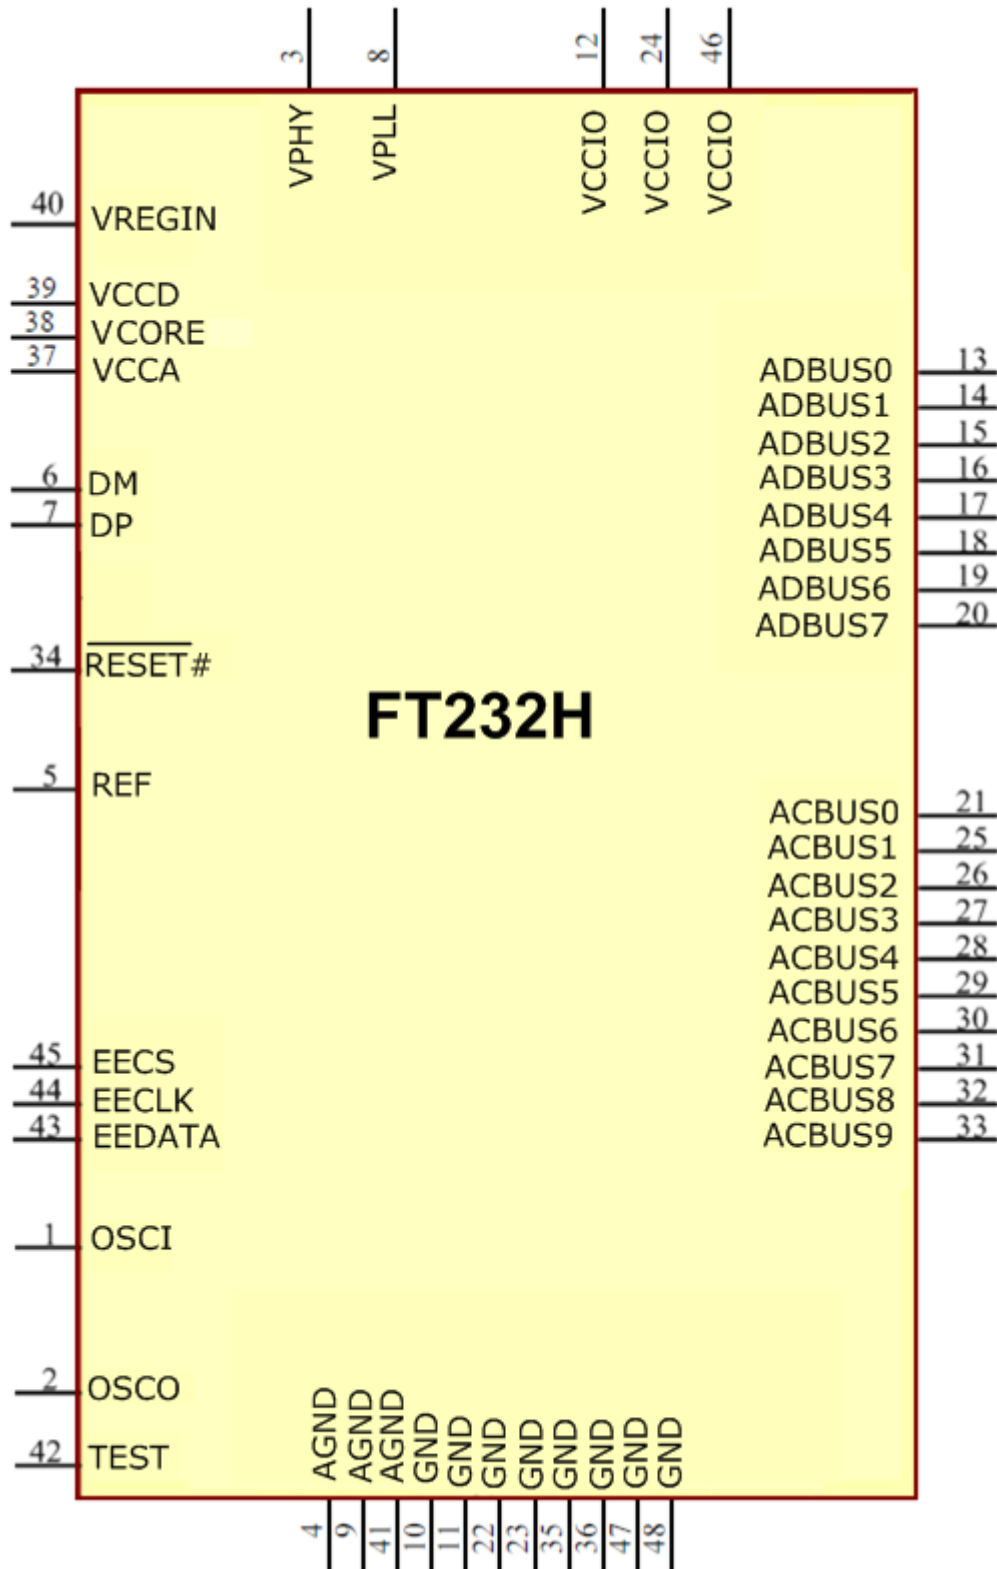 3 8 12 24 46
VPHY VPLL VCCIO VCCIO VCCIO
40 VREGIN
39 VCCD
38 VCORE
37 VCCA
ADBUS0 13
ADBUS1 14
ADBUS2 15
ADBUS3 16
ADBUS4 17
ADBUS5 18
ADBUS6 19
ADBUS7 20
6 DM
7 DP
34 RESET#
FT232H
5 REF
ACBUS0 21
ACBUS1 25
ACBUS2 26
ACBUS3 27
ACBUS4 28
ACBUS5 29
ACBUS6 30
ACBUS7 31
ACBUS8 32
ACBUS9 33
45 EECS
44 EECLK
43 EEDATA
1 OSCI
2 OSCO
42 TEST
AGND AGND AGND GND GND GND GND GND GND GND GND
4 9 41 10 11 22 23 35 36 47 48